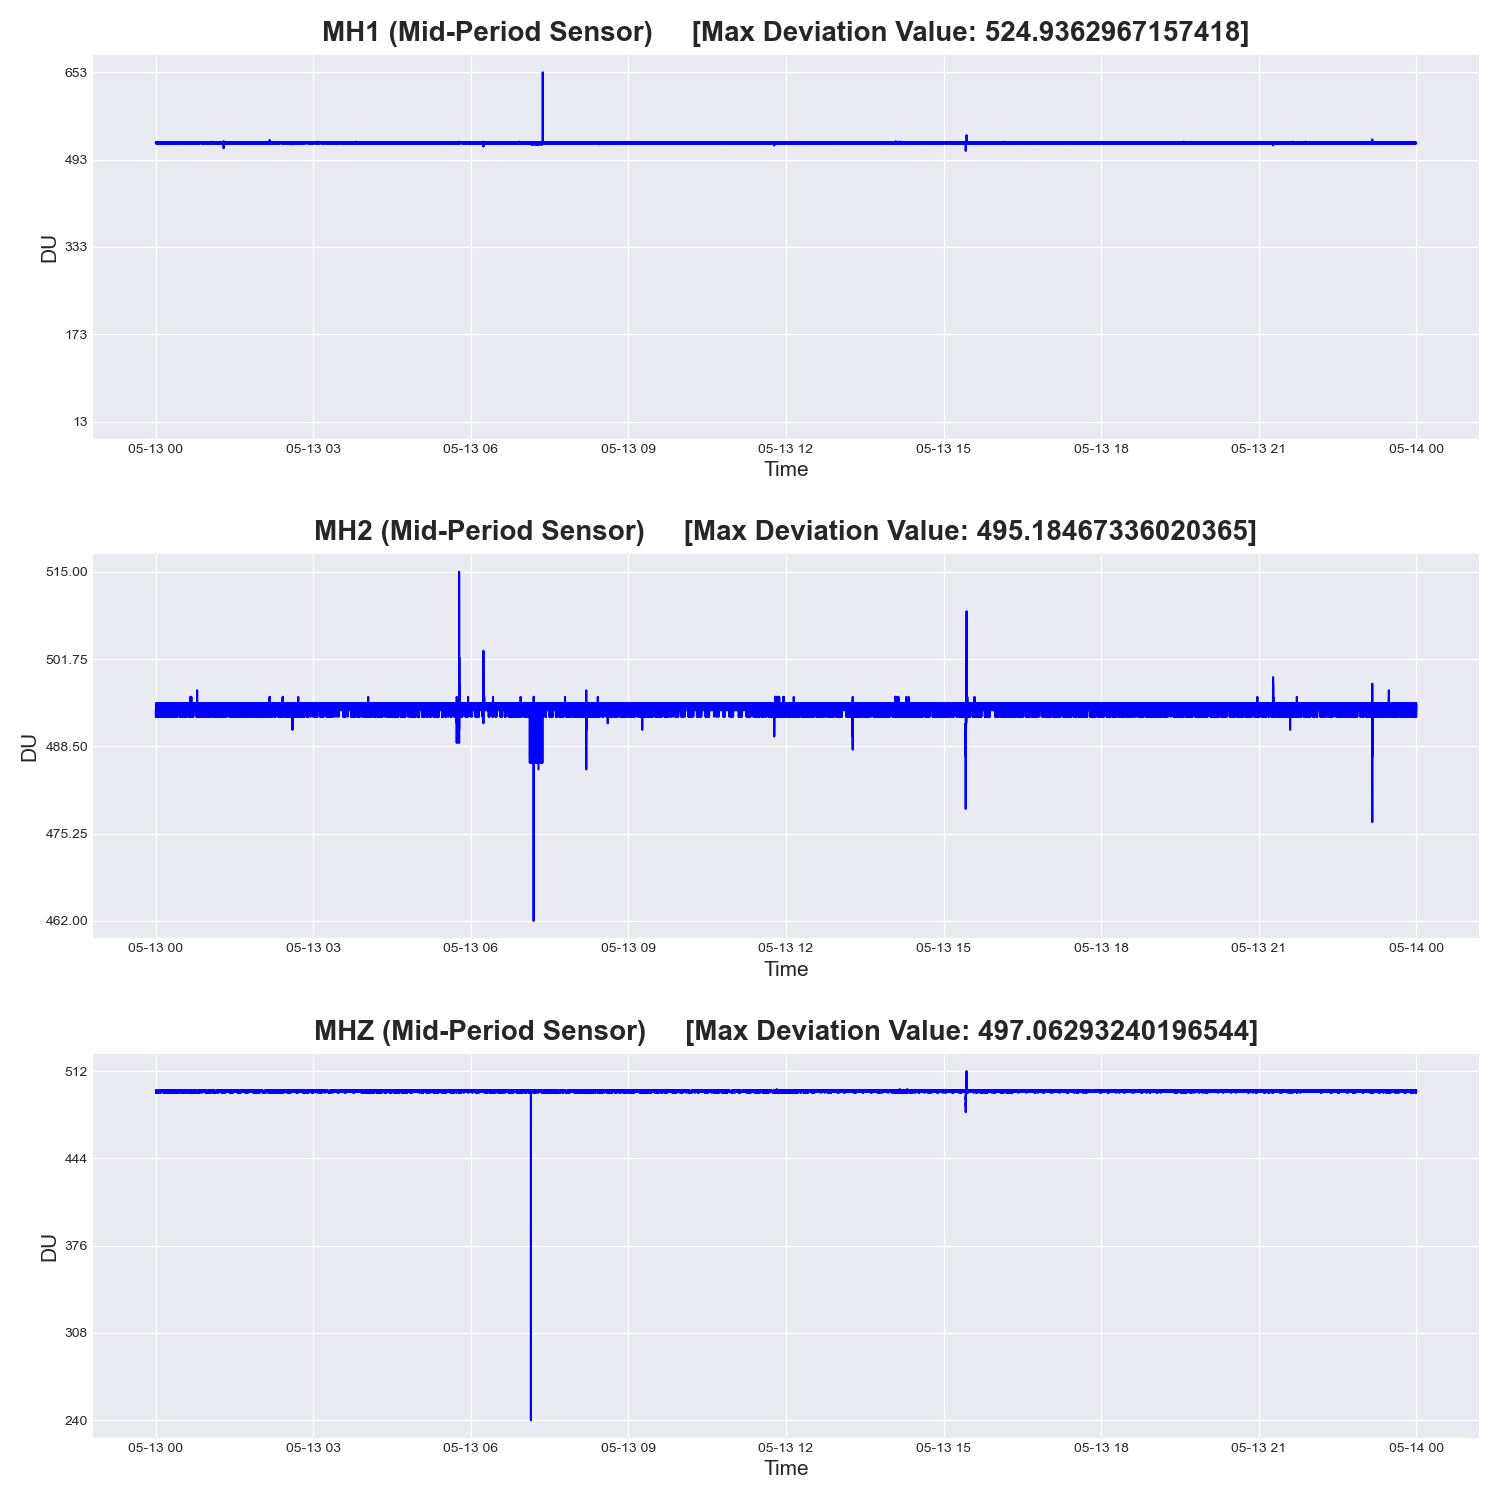 MH1 (Mid-Period Sensor) [Max Deviation Value: 524.9362967157418]
653
493
333
173
13
DU
05-13 00 05-13 03 05-13 06 05-13 09 05-13 12 05-13 15 05-13 18 05-13 21 05-14 00
Time
MH2 (Mid-Period Sensor) [Max Deviation Value: 495.18467336020365]
515.00
501.75
488.50
475.25
462.00
DU
05-13 00 05-13 03 05-13 06 05-13 09 05-13 12 05-13 15 05-13 18 05-13 21 05-14 00
Time
MHZ (Mid-Period Sensor) [Max Deviation Value: 497.06293240196544]
512
444
376
308
240
DU
05-13 00 05-13 03 05-13 06 05-13 09 05-13 12 05-13 15 05-13 18 05-13 21 05-14 00
Time